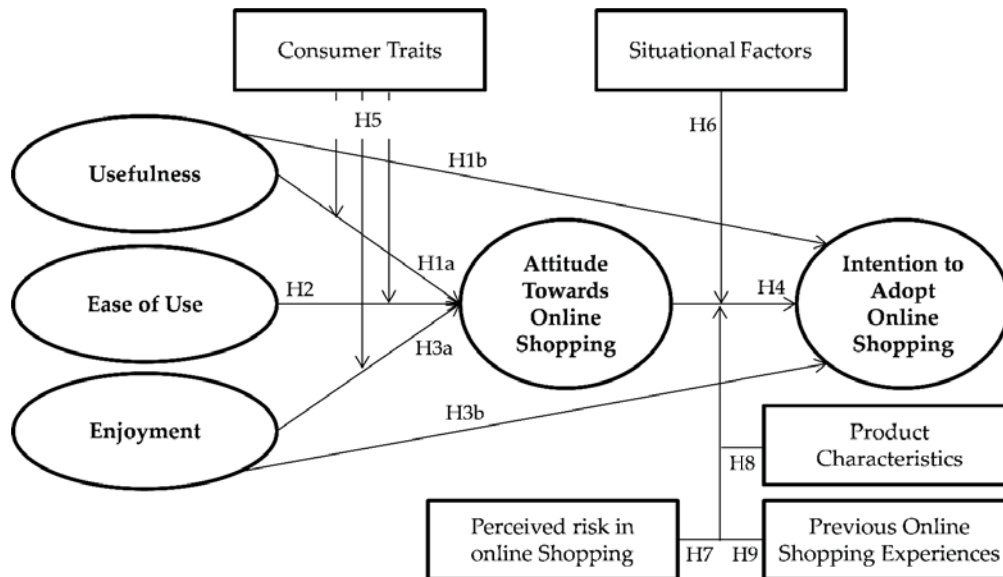 Consumer Traits
Situational Factors
H5
H6
Usefulness
H1b
H1a
Ease of Use
H2
Attitude
Towards
Online
Shopping
H4
Intention to
Adopt
Online
Shopping
H3a
Enjoyment
H3b
Product
Characteristics
H8
Perceived risk in
online Shopping
H7
H9
Previous Online
Shopping Experiences